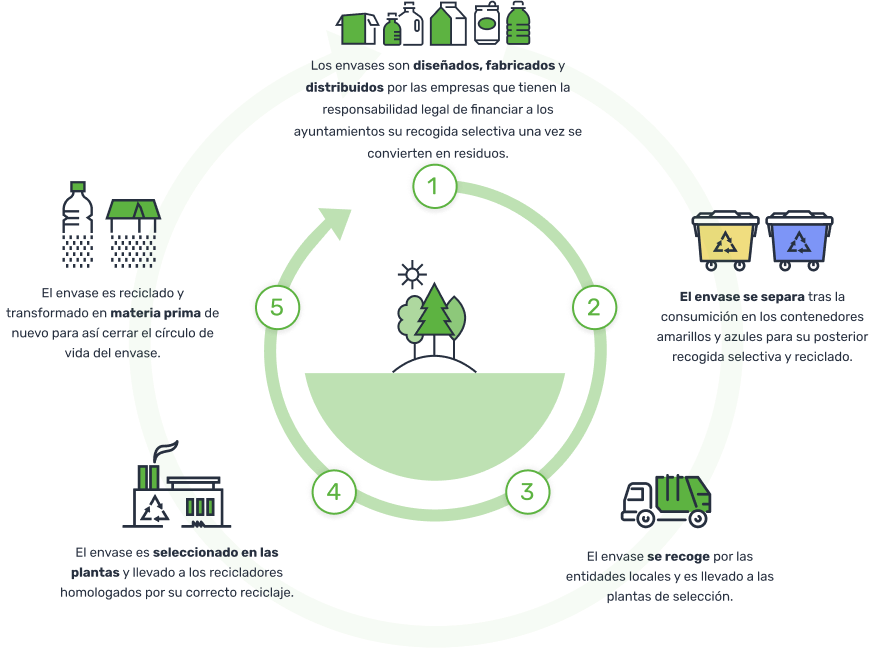 Los envases son diseñados, fabricados y
distribuidos por las empresas que tienen la
responsabilidad legal de financiar a los
ayuntamientos su recogida selectiva una vez se
convierten en residuos.
1
El envase se separa tras la
consumición en los contenedores
amarillos y azules para su posterior
recogida selectiva y reciclado.
2
El envase se recoge por las
entidades locales y es llevado a las
plantas de selección.
3
El envase es seleccionado en las
plantas y llevado a los recicladores
homologados por su correcto reciclaje.
4
El envase es reciclado y
transformado en materia prima de
nuevo para así cerrar el círculo de
vida del envase.
5